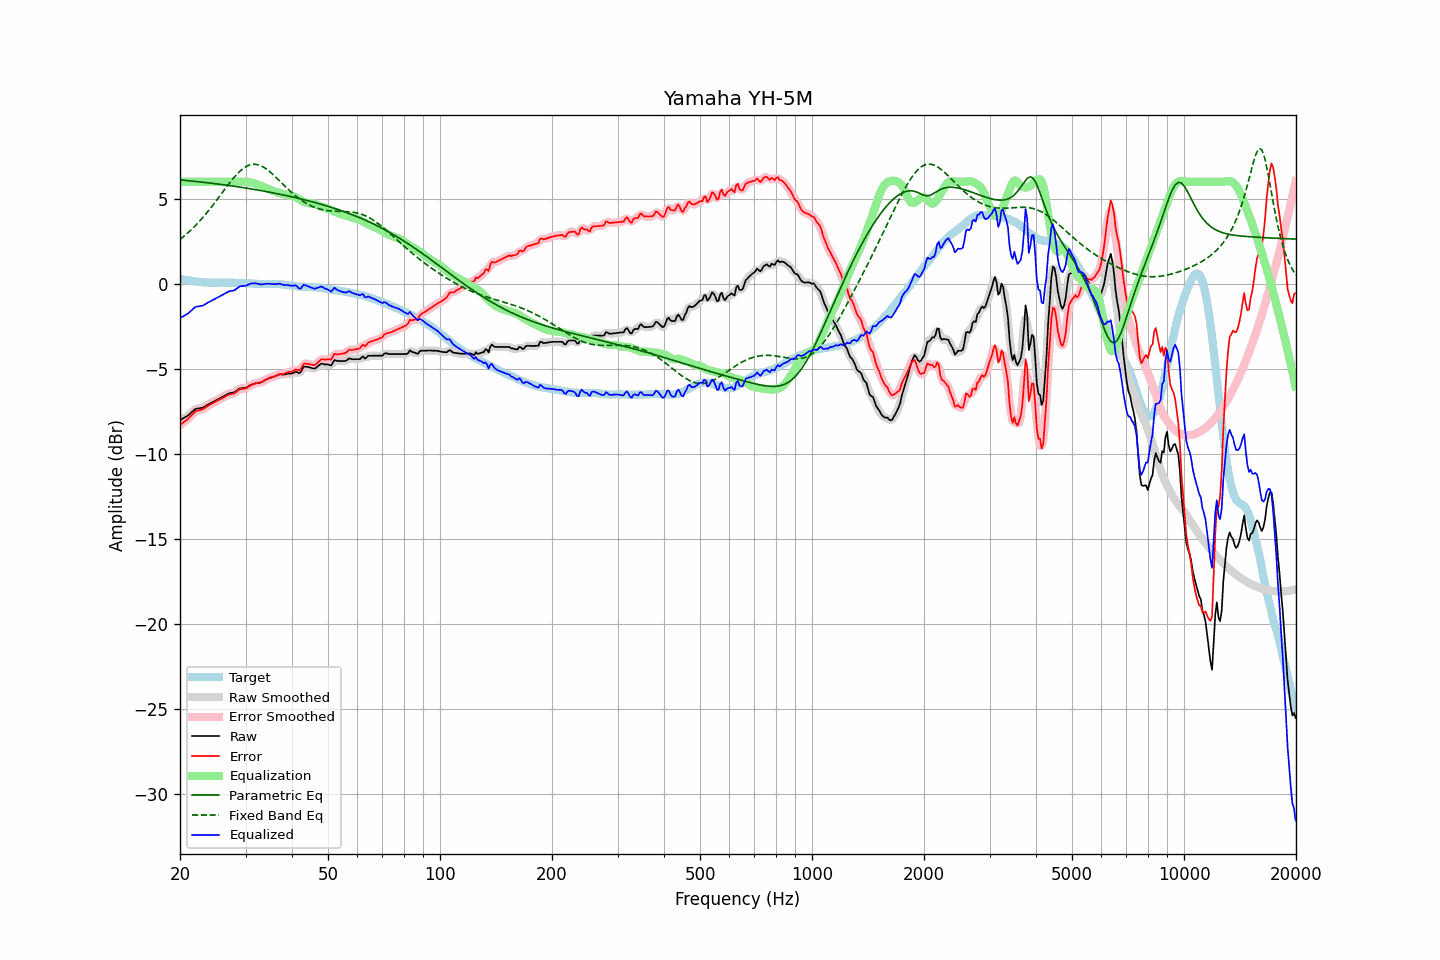 Yamaha YH-5M
Amplitude (dBr)
5
0
−5
−10
−15
−20
−25
−30
Target
Raw Smoothed
Error Smoothed
Raw
Error
Equalization
Parametric Eq
Fixed Band Eq
Equalized
20 50 100 200 500 1000 2000 5000 10000 20000
Frequency (Hz)